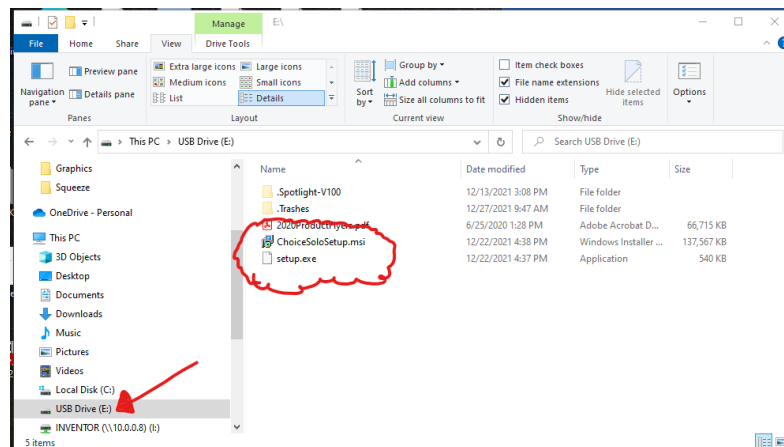 Manage E:\
File Home Share View Drive Tools
Preview pane
Details pane
Navigation pane
Panes
Extra large icons Large icons
Medium icons Small icons
List Details
Layout
Sort by
Group by
Add columns
Size all columns to fit
Current view
Item check boxes
File name extensions
Hidden items
Hide selected items
Show/hide
Options
This PC > USB Drive (E:)
Search USB Drive (E:)
Graphics
Squeeze
OneDrive - Personal
This PC
3D Objects
Desktop
Documents
Downloads
Music
Pictures
Videos
Local Disk (C:)
USB Drive (E:)
INVENTOR (\\10.0.0.8) (I:)
Name Date modified Type Size
.Spotlight-V100 12/13/2021 3:08 PM File folder
.Trashes 12/27/2021 9:47 AM File folder
2020ProductFlyers.pdf 6/25/2020 1:28 PM Adobe Acrobat D... 66,715 KB
ChoiceSoloSetup.msi 12/22/2021 4:38 PM Windows Installer ... 137,567 KB
setup.exe 12/22/2021 4:37 PM Application 540 KB
5 items